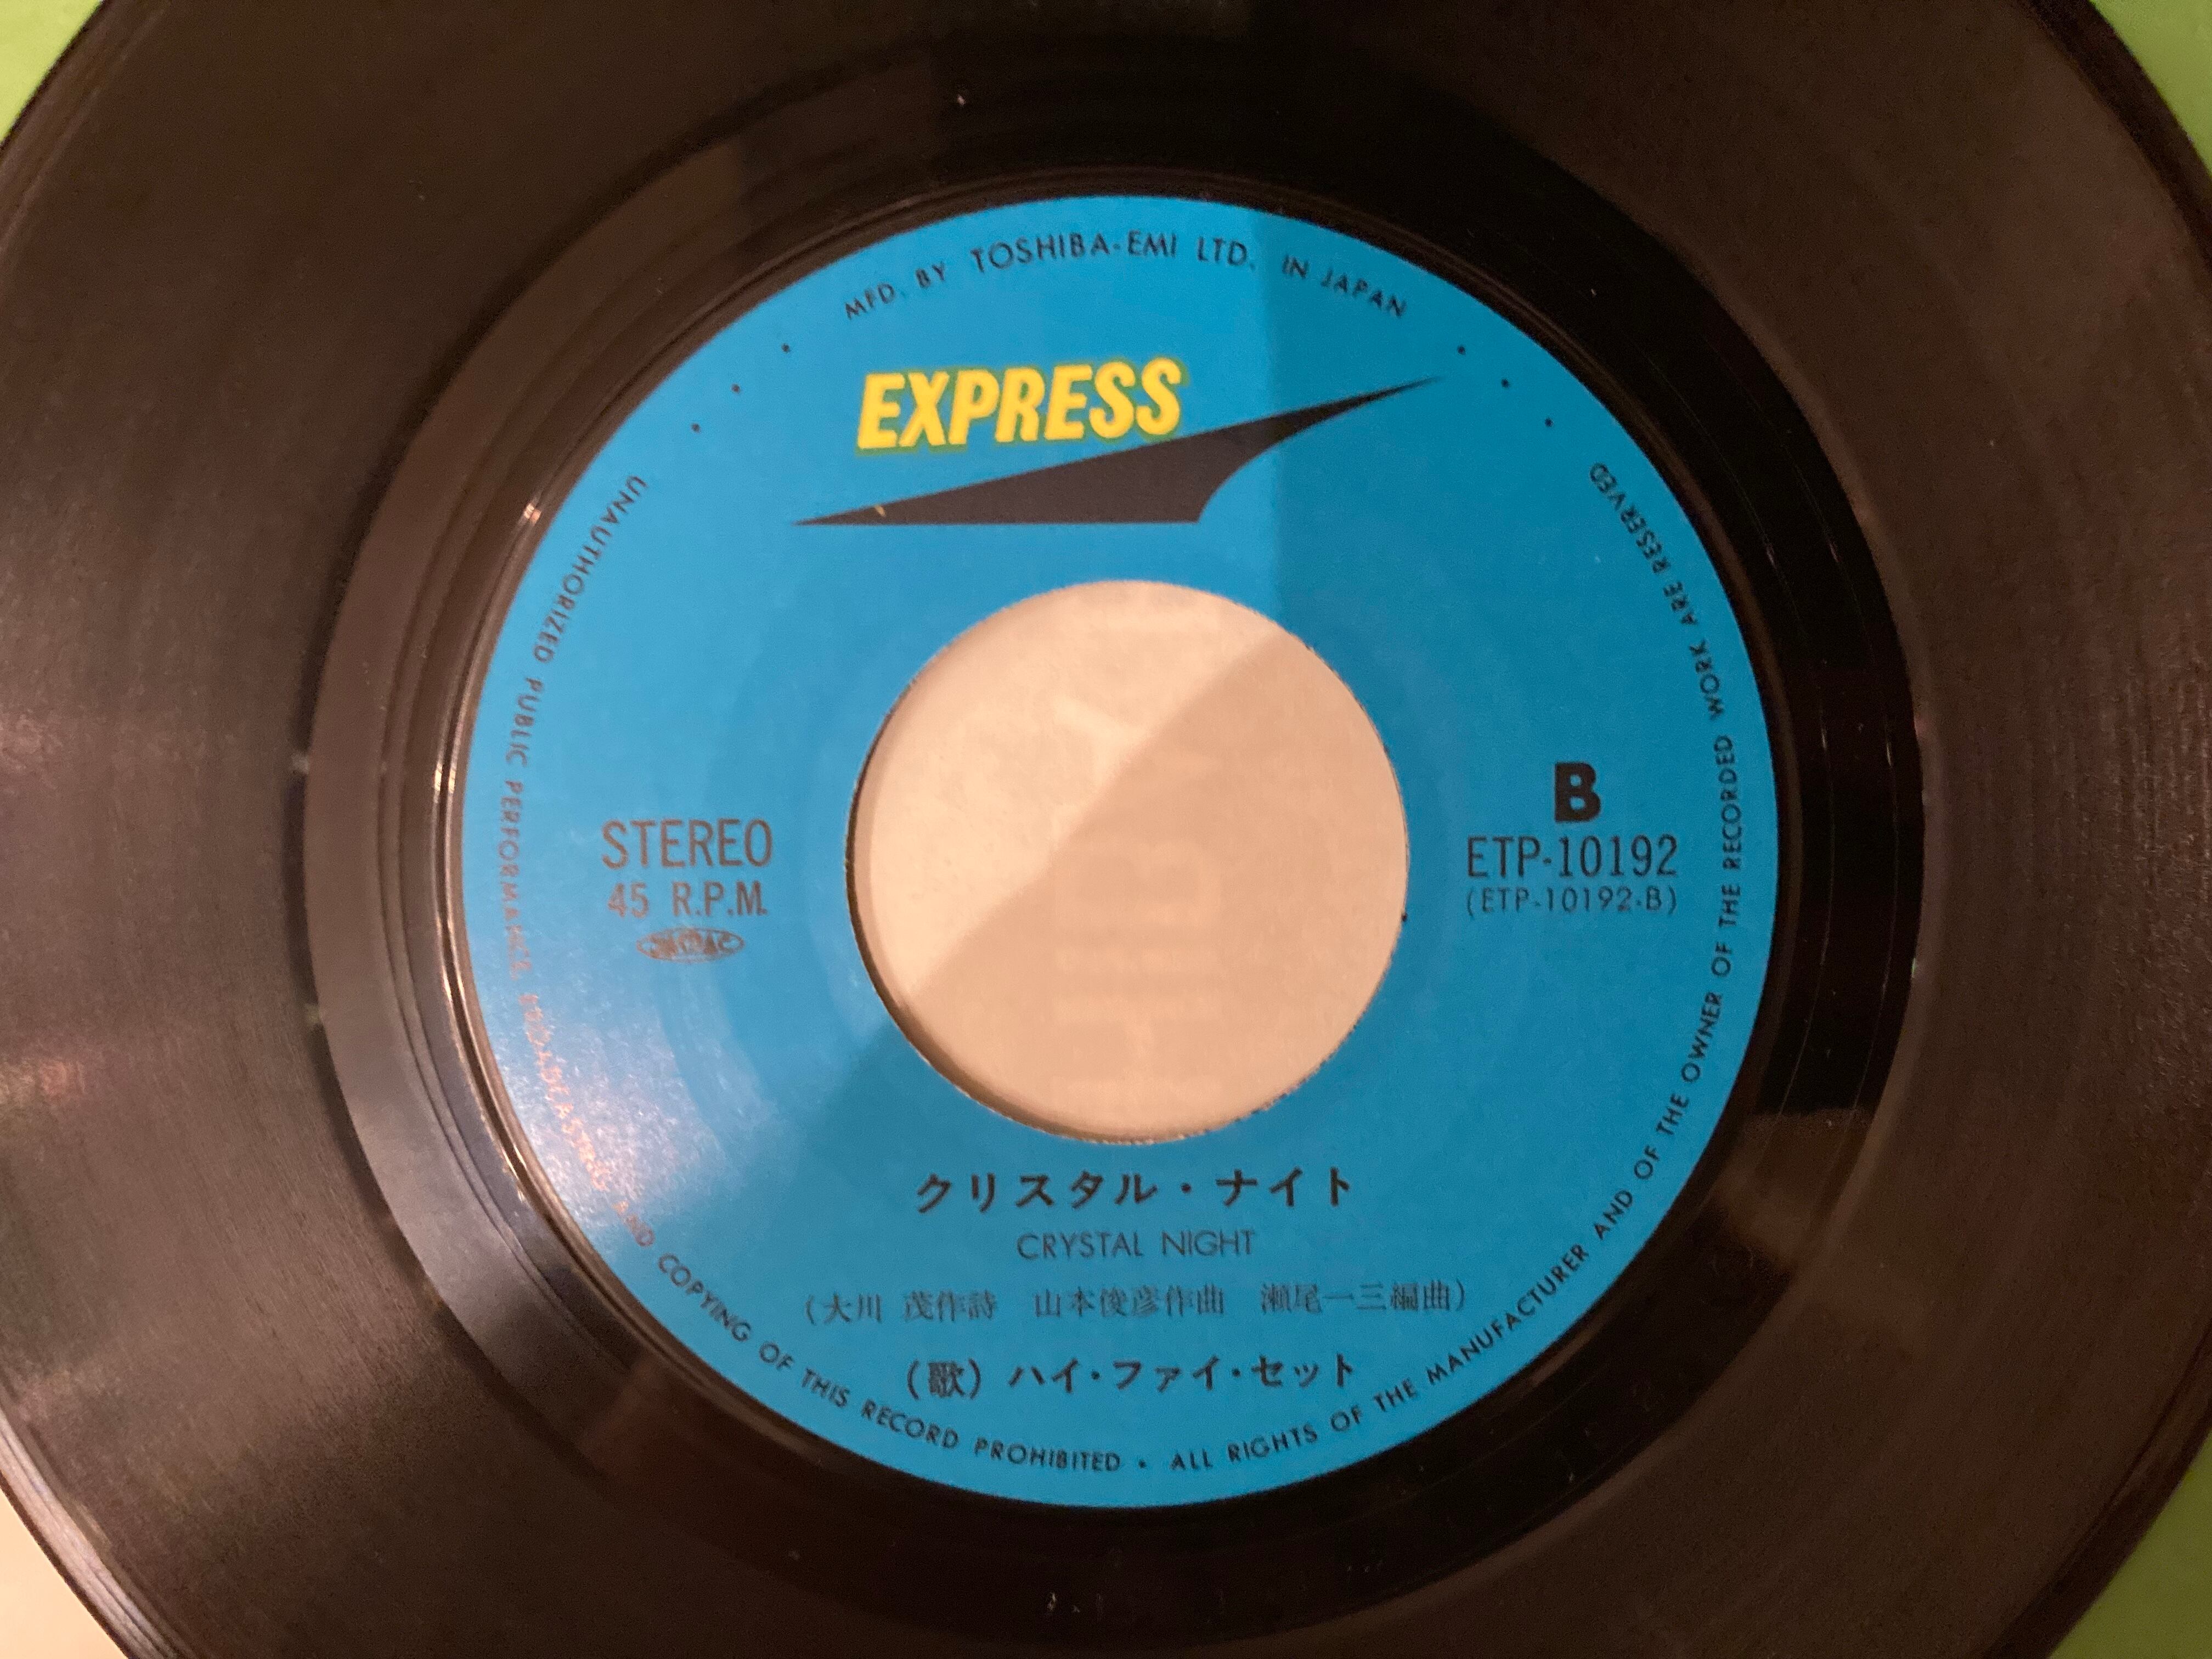 MFD. BY TOSHIBA-EMI LTD. IN JAPAN
EXPRESS
STEREO
45 R.P.M.
B
ETP-10192
(ETP-10192-B)
クリスタル・ナイト
CRYSTAL NIGHT
(大川 茂作詩 山本俊彦作曲 瀬尾一三編曲)
(歌) ハイ・ファイ・セット
UNAUTHORIZED PUBLIC PERFORMANCE, BROADCASTING AND COPYING OF THIS RECORD PROHIBITED • ALL RIGHTS OF THE MANUFACTURER AND OF THE OWNER OF THE RECORDED WORK ARE RESERVED